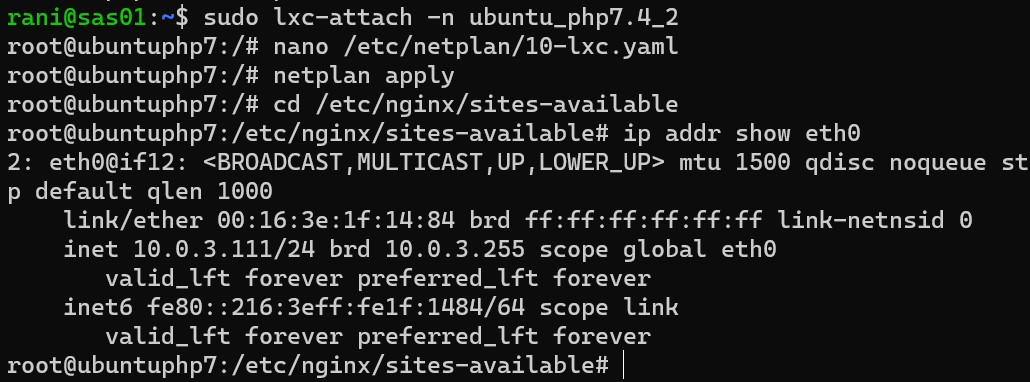 rani@sas01:~$ sudo lxc-attach -n ubuntu_php7.4_2
root@ubuntuphp7:/# nano /etc/netplan/10-lxc.yaml
root@ubuntuphp7:/# netplan apply
root@ubuntuphp7:/# cd /etc/nginx/sites-available
root@ubuntuphp7:/etc/nginx/sites-available# ip addr show eth0
2: eth0@if12: <BROADCAST,MULTICAST,UP,LOWER_UP> mtu 1500 qdisc noqueue st
p default qlen 1000
    link/ether 00:16:3e:1f:14:84 brd ff:ff:ff:ff:ff:ff link-netnsid 0
    inet 10.0.3.111/24 brd 10.0.3.255 scope global eth0
       valid_lft forever preferred_lft forever
    inet6 fe80::216:3eff:fe1f:1484/64 scope link
       valid_lft forever preferred_lft forever
root@ubuntuphp7:/etc/nginx/sites-available#